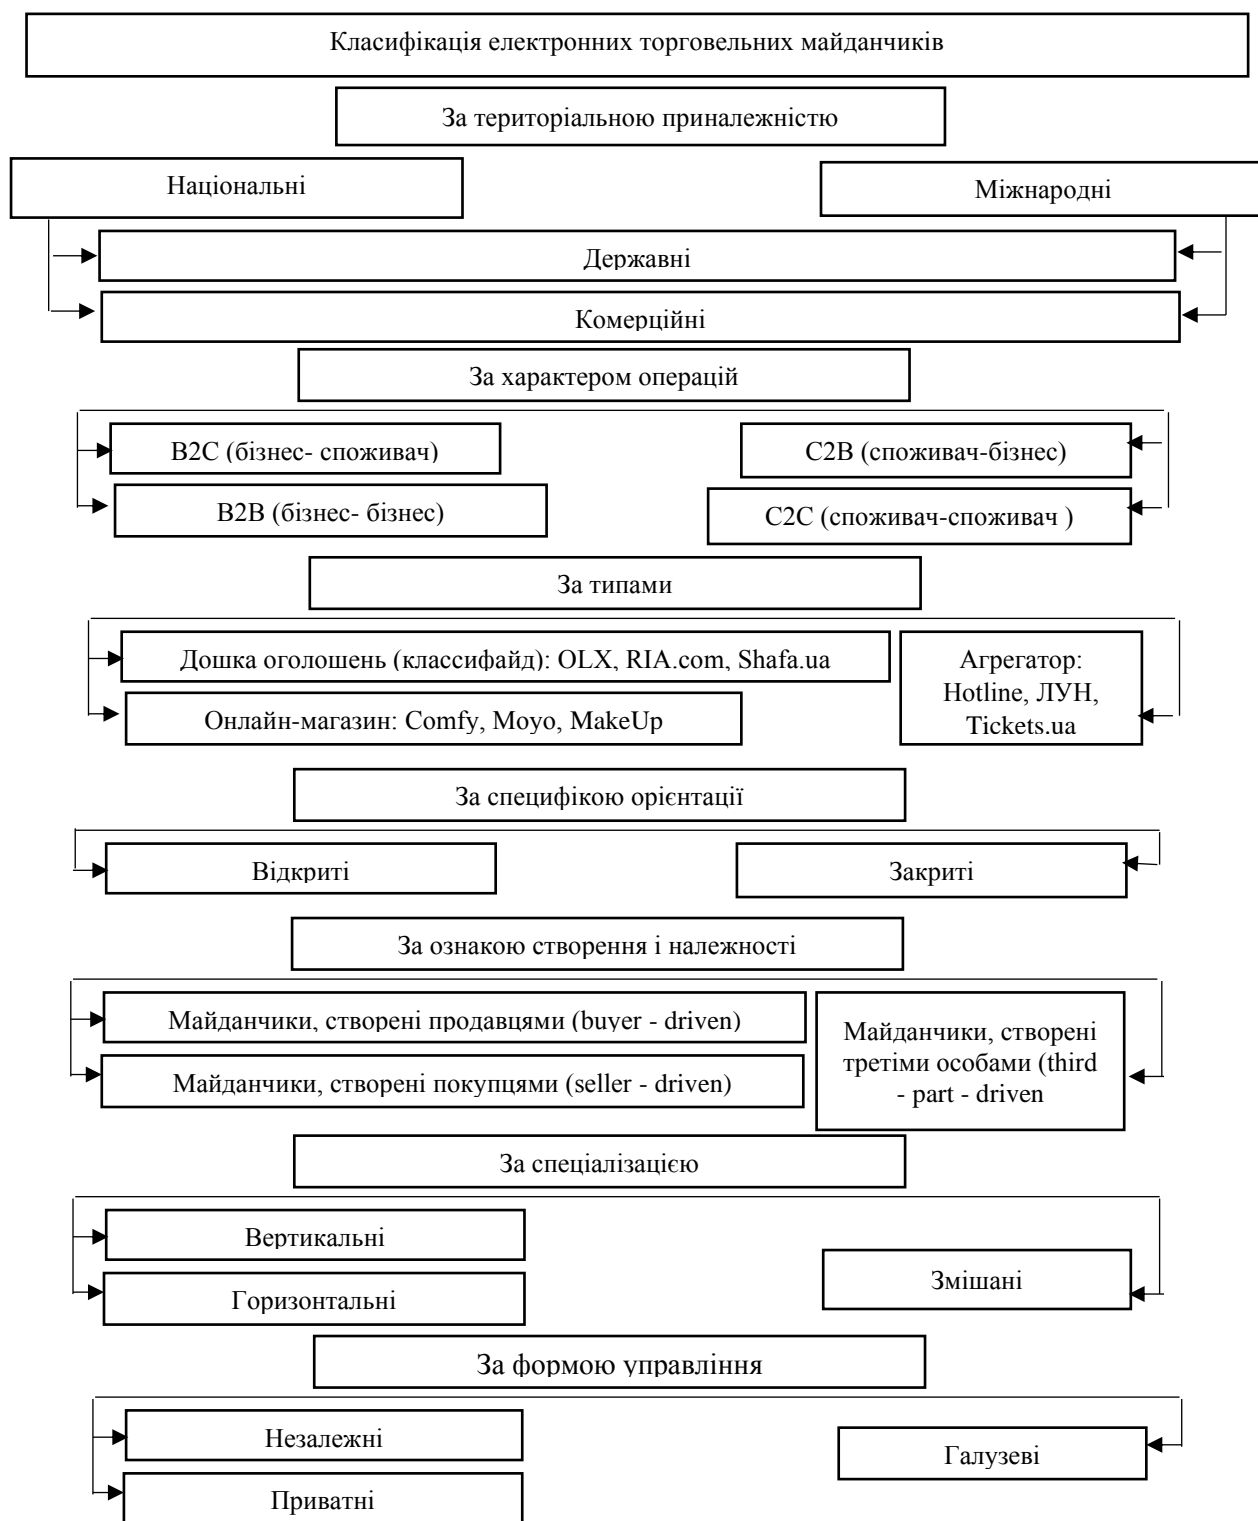 Класифікація електронних торговельних майданчиків
За територіальною приналежністю
Національні
Міжнародні
Державні
Комерційні
За характером операцій
B2C (бізнес- споживач)
C2B (споживач-бізнес)
B2B (бізнес- бізнес)
C2C (споживач-споживач )
За типами
Дошка оголошень (классифайд): OLX, RIA.com, Shafa.ua
Онлайн-магазин: Comfy, Moyo, MakeUp
Агрегатор:
Hotline, ЛУН,
Tickets.ua
За специфікою орієнтації
Відкриті
Закриті
За ознакою створення і належності
Майданчики, створені продавцями (buyer - driven)
Майданчики, створені покупцями (seller - driven)
Майданчики, створені
третіми особами (third
- part - driven
За спеціалізацією
Вертикальні
Горизонтальні
Змішані
За формою управління
Незалежні
Галузеві
Приватні